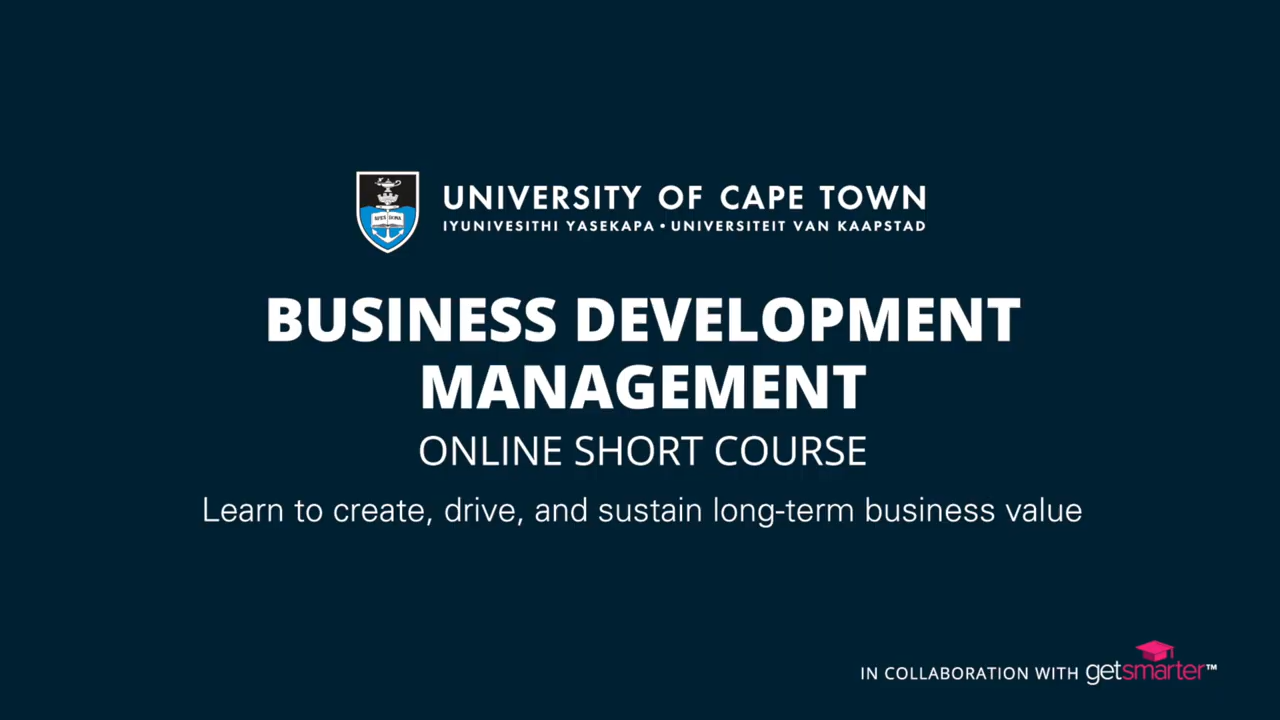 UNIVERSITY OF CAPE TOWN
IYUNIVESITHI YASEKAPA • UNIVERSITEIT VAN KAAPSTAD
BUSINESS DEVELOPMENT
MANAGEMENT
ONLINE SHORT COURSE
Learn to create, drive, and sustain long-term business value
IN COLLABORATION WITH getsmarter™